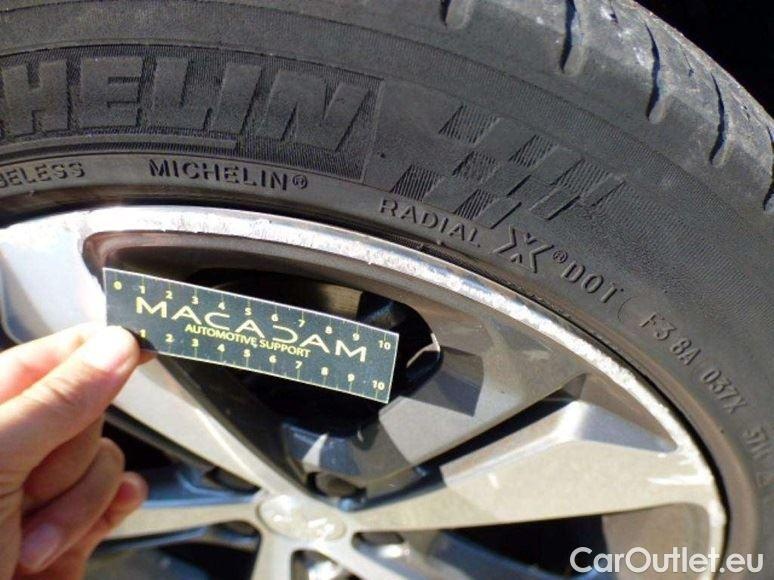 HELIN
BELESS MICHELIN®
RADIAL X® DOT F3 8A 037X
0 1 2 3 4 5 6 7 8 9 10
MACADAM
AUTOMOTIVE SUPPORT
1 2 3 4 5 6 7 8 9 10
CarOutlet.eu